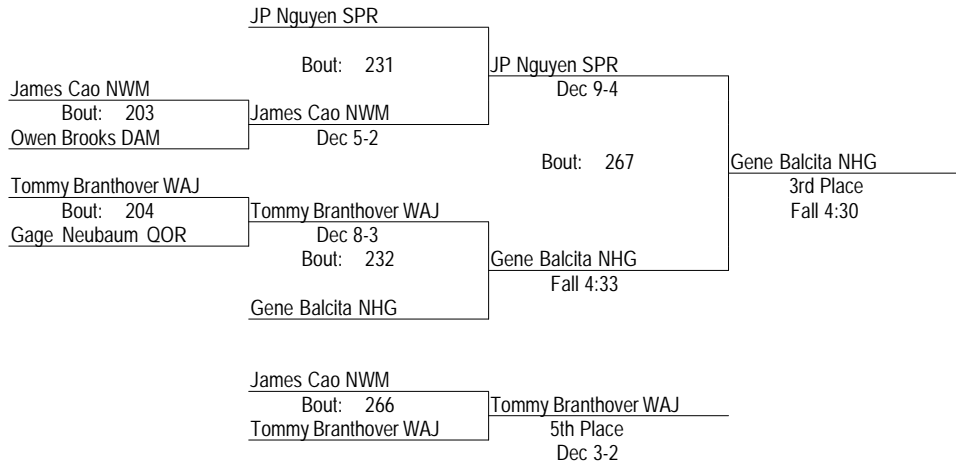 JP Nguyen SPR
Bout: 231
JP Nguyen SPR
Dec 9-4
James Cao NWM
Bout: 203
Owen Brooks DAM
James Cao NWM
Dec 5-2
Bout: 267
Gene Balcita NHG
3rd Place
Fall 4:30
Tommy Branthover WAJ
Bout: 204
Gage Neubaum QOR
Tommy Branthover WAJ
Dec 8-3
Bout: 232
Gene Balcita NHG
Fall 4:33
Gene Balcita NHG
James Cao NWM
Bout: 266
Tommy Branthover WAJ
Tommy Branthover WAJ
5th Place
Dec 3-2